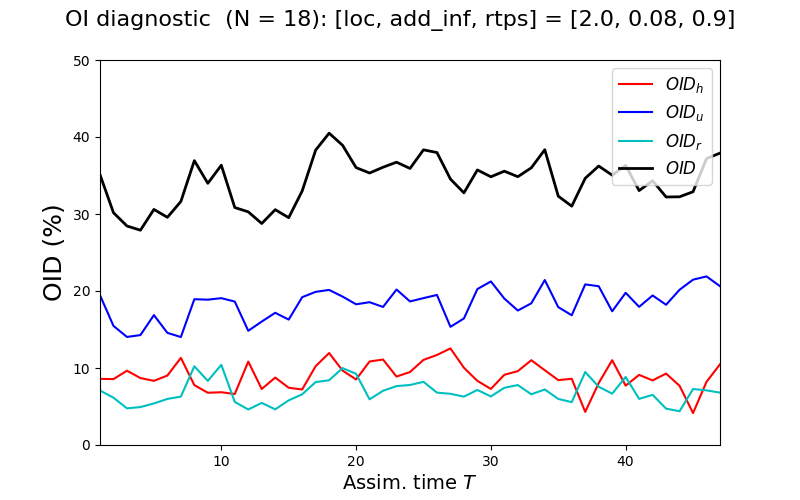 OI diagnostic (N = 18): [loc, add_inf, rtps] = [2.0, 0.08, 0.9]
50
40
30
20
10
0
OID (%)
OID_h
OID_u
OID_r
OID
10 20 30 40
Assim. time T